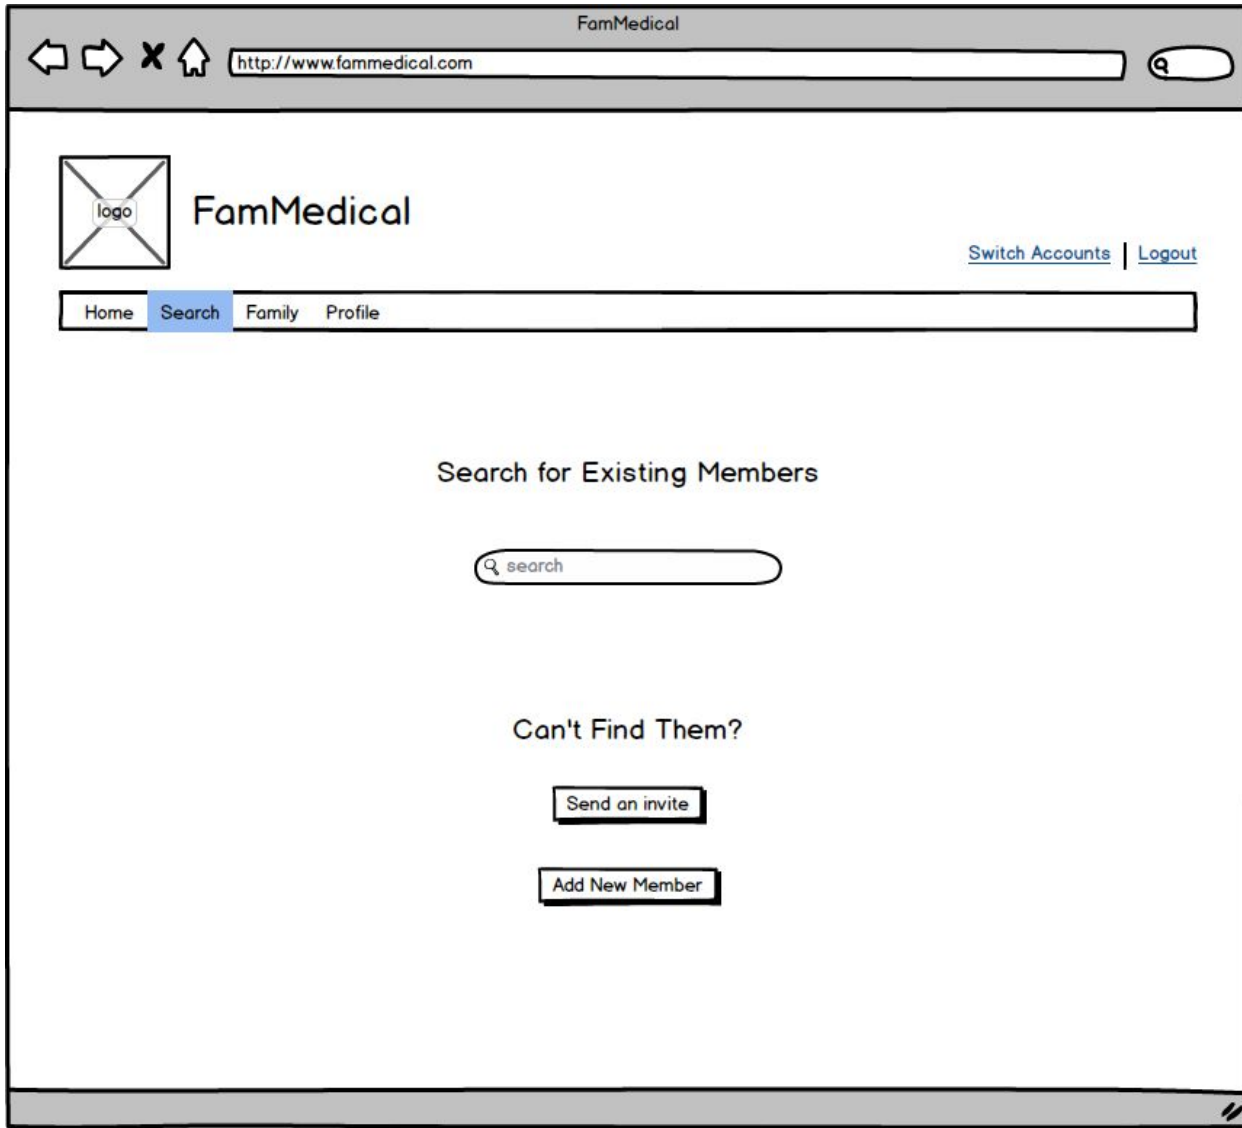 FamMedical
http://www.fammedical.com
logo
FamMedical
Switch Accounts | Logout
Home Search Family Profile
Search for Existing Members
search
Can't Find Them?
Send an invite
Add New Member